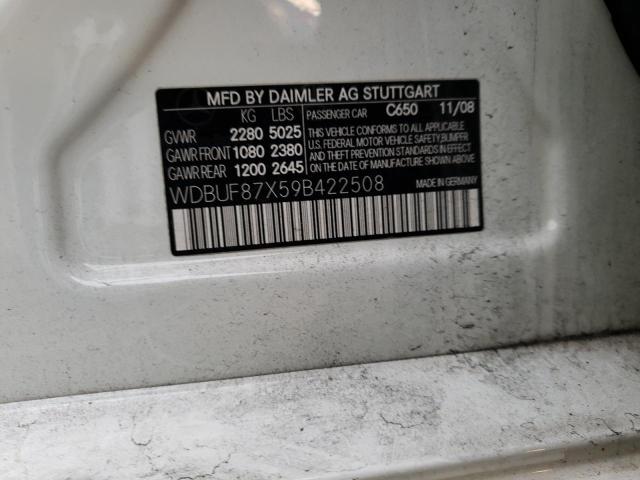 MFD BY DAIMLER AG STUTTGART
KG LBS PASSENGER CAR C650 11/08
GVWR 2280 5025 THIS VEHICLE CONFORMS TO ALL APPLICABLE
GAWR FRONT 1080 2380 U.S. FEDERAL MOTOR VEHICLE SAFETY, BUMPER
GAWR REAR 1200 2645 AND THEFT PREVENTION STANDARDS IN EFFECT
ON THE DATE OF MANUFACTURE SHOWN ABOVE.
WDBUF87X59B422508 MADE IN GERMANY